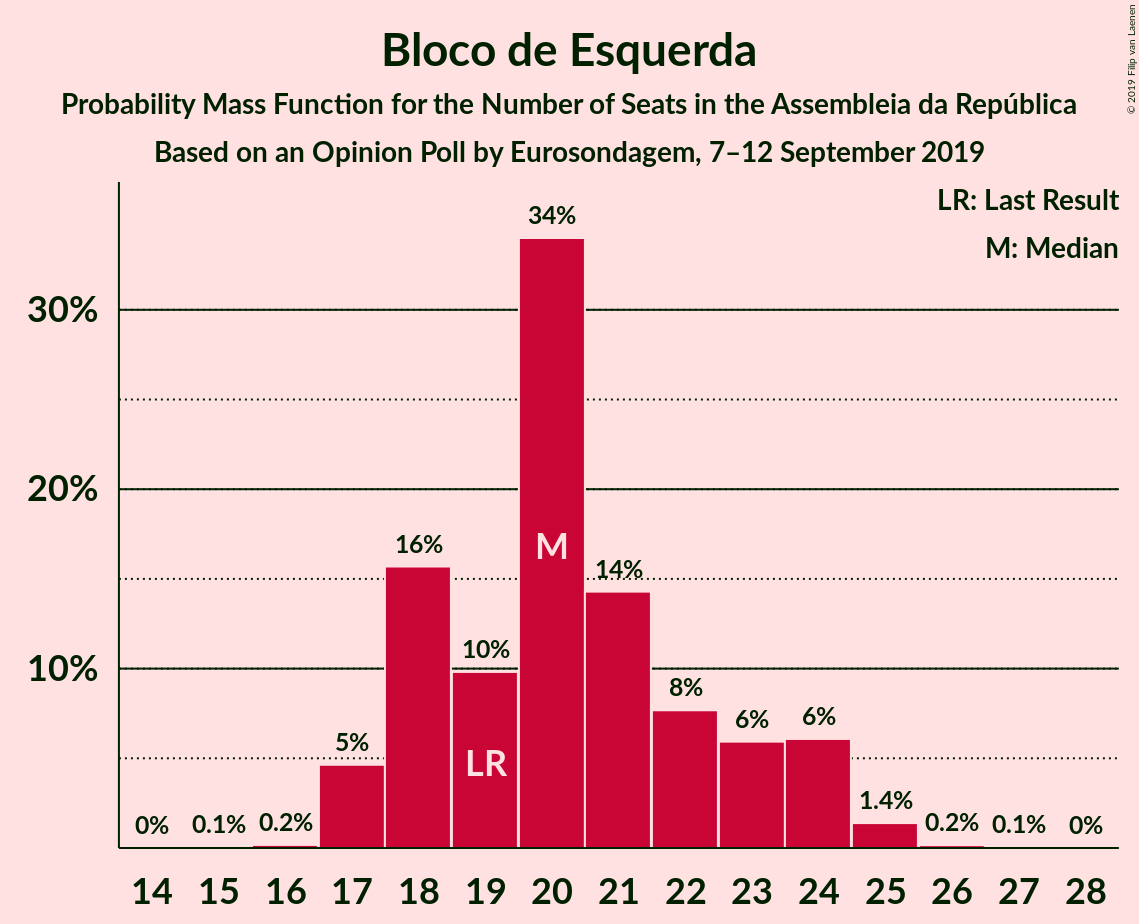 Bloco de Esquerda
Probability Mass Function for the Number of Seats in the Assembleia da República
Based on an Opinion Poll by Eurosondagem, 7–12 September 2019
© 2019 Filip van Laenen
LR: Last Result
M: Median
30%
20%
10%
0%
0.1%
0.2%
5%
16%
10%
34%
14%
8%
6%
6%
1.4%
0.2%
0.1%
0%
LR
M
14 15 16 17 18 19 20 21 22 23 24 25 26 27 28